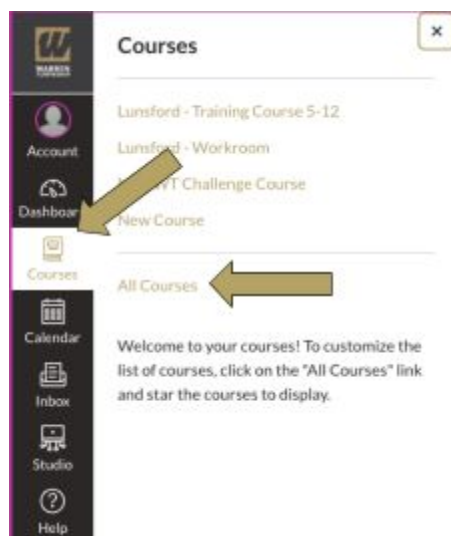 WARREN
Account
Dashboar
Courses
Calendar
Inbox
Studio
Help
Courses
×
Lunsford - Training Course 5-12
Lunsford - Workroom
Challenge Course
New Course
All Courses
Welcome to your courses! To customize the
list of courses, click on the "All Courses" link
and star the courses to display.